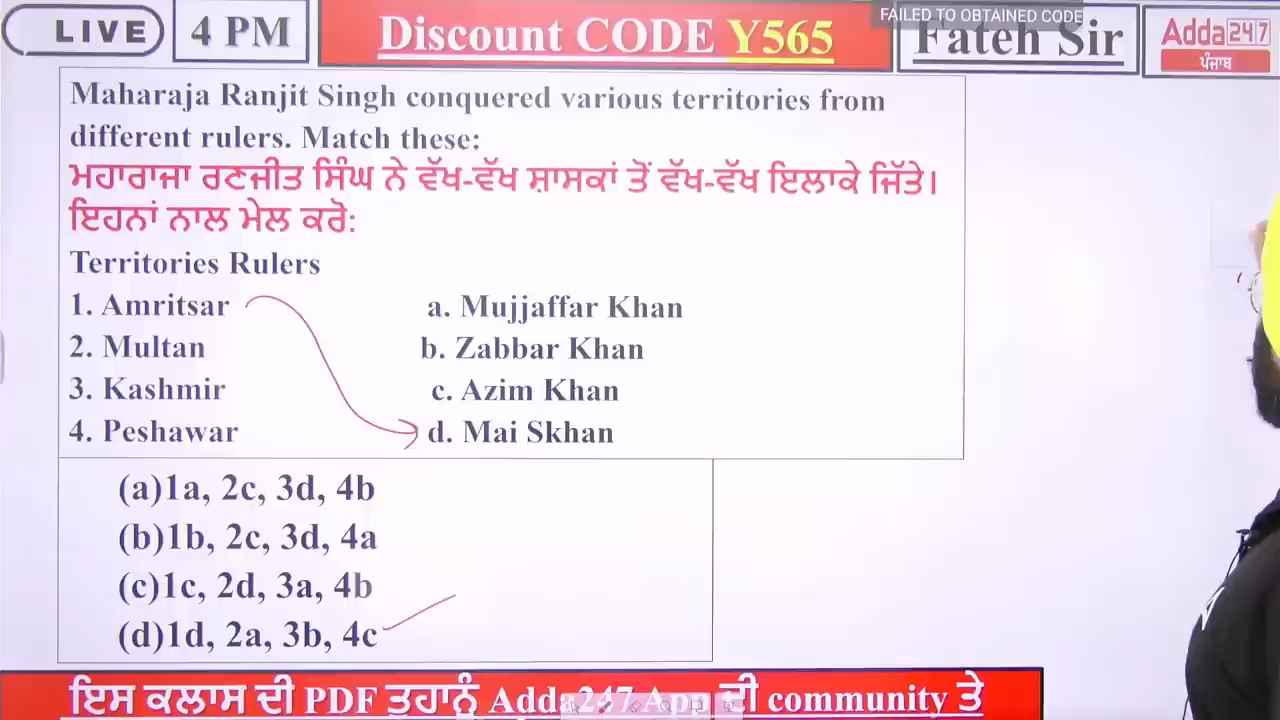 LIVE 4 PM Discount CODE Y565 FAILED TO OBTAINED CODE Fateh Sir Adda247
ਪੰਜਾਬ
Maharaja Ranjit Singh conquered various territories from
different rulers. Match these:
ਮਹਾਰਾਜਾ ਰਣਜੀਤ ਸਿੰਘ ਨੇ ਵੱਖ-ਵੱਖ ਸ਼ਾਸਕਾਂ ਤੋਂ ਵੱਖ-ਵੱਖ ਇਲਾਕੇ ਜਿੱਤੇ।
ਇਹਨਾਂ ਨਾਲ ਮੇਲ ਕਰੋ:
Territories Rulers
1. Amritsar a. Mujjaffar Khan
2. Multan b. Zabbar Khan
3. Kashmir c. Azim Khan
4. Peshawar d. Mai Skhan
(a)1a, 2c, 3d, 4b
(b)1b, 2c, 3d, 4a
(c)1c, 2d, 3a, 4b
(d)1d, 2a, 3b, 4c
ਇਸ ਕਲਾਸ ਦੀ PDF ਤੁਹਾਨੂੰ Adda247 App ਦੀ community ਤੇ